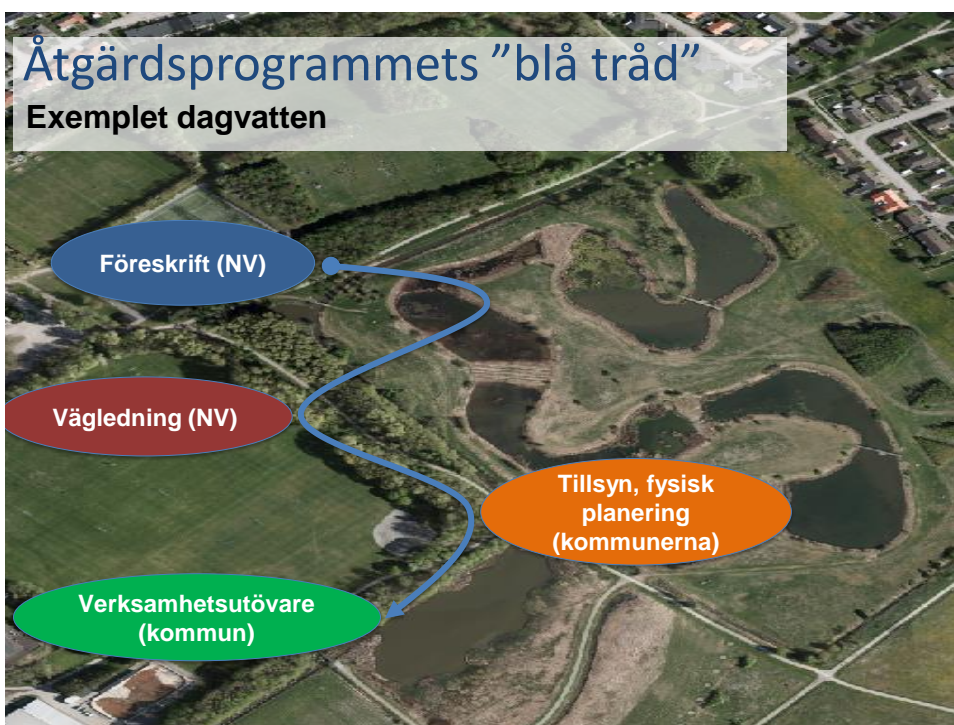 Åtgärdsprogrammets ”blå tråd”
Exemplet dagvatten
Föreskrift (NV)
Vägledning (NV)
Tillsyn, fysisk
planering
(kommunerna)
Verksamhetsutövare
(kommun)